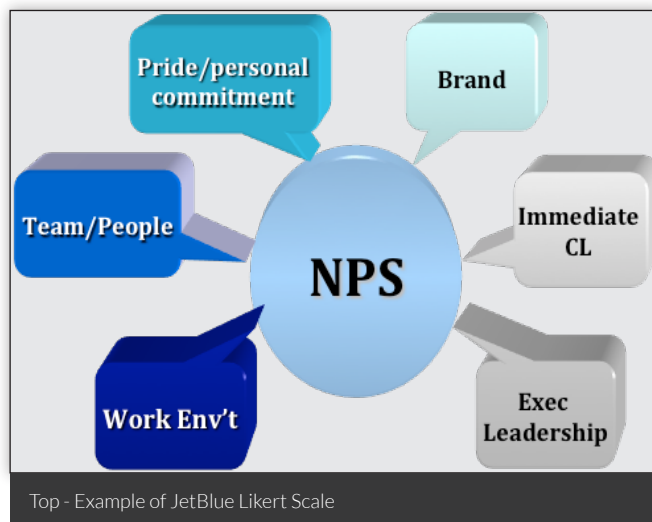 Pride/personal
commitment
Brand
Team/People
Immediate
CL
NPS
Work Env't
Exec
Leadership
Top - Example of JetBlue Likert Scale